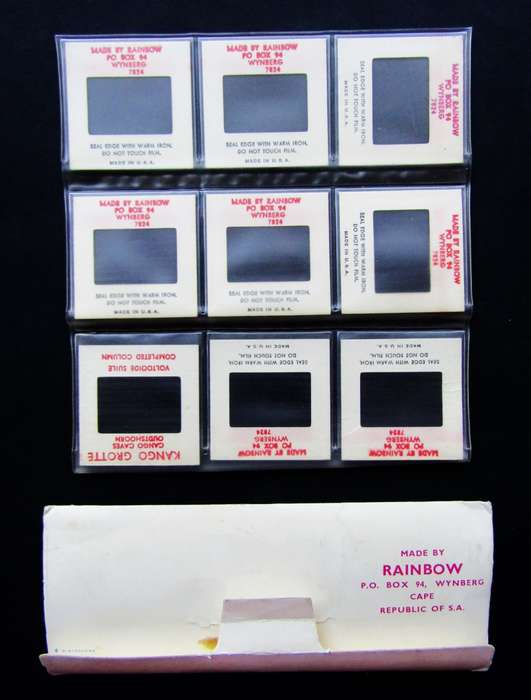 MADE BY RAINBOW
PO BOX 94
WYNBERG
7824
SEAL EDGE WITH WARM IRON,
DO NOT TOUCH FILM,
MADE IN U.S.A.
MADE BY RAINBOW
PO BOX 94
WYNBERG
7824
SEAL EDGE WITH WARM IRON,
DO NOT TOUCH FILM,
MADE IN U.S.A.
MADE BY RAINBOW
PO BOX 94
WYNBERG
7824
SEAL EDGE WITH WARM IRON,
DO NOT TOUCH FILM,
MADE IN U.S.A.
MADE BY RAINBOW
PO BOX 94
WYNBERG
7824
SEAL EDGE WITH WARM IRON,
DO NOT TOUCH FILM,
MADE IN U.S.A.
MADE BY RAINBOW
PO BOX 94
WYNBERG
7824
SEAL EDGE WITH WARM IRON,
DO NOT TOUCH FILM,
MADE IN U.S.A.
MADE BY RAINBOW
PO BOX 94
WYNBERG
7824
SEAL EDGE WITH WARM IRON,
DO NOT TOUCH FILM,
MADE IN U.S.A.
KANGO GROTTE
CANGO CAVES
OUDTSHOORN
VOLTOOIDE SUILE
COMPLETED COLUMN
MADE BY RAINBOW
PO BOX 94
WYNBERG
7824
SEAL EDGE WITH WARM IRON,
DO NOT TOUCH FILM,
MADE IN U.S.A.
MADE BY RAINBOW
PO BOX 94
WYNBERG
7824
SEAL EDGE WITH WARM IRON,
DO NOT TOUCH FILM,
MADE IN U.S.A.
MADE BY
RAINBOW
P.O. BOX 94, WYNBERG
CAPE
REPUBLIC OF S.A.